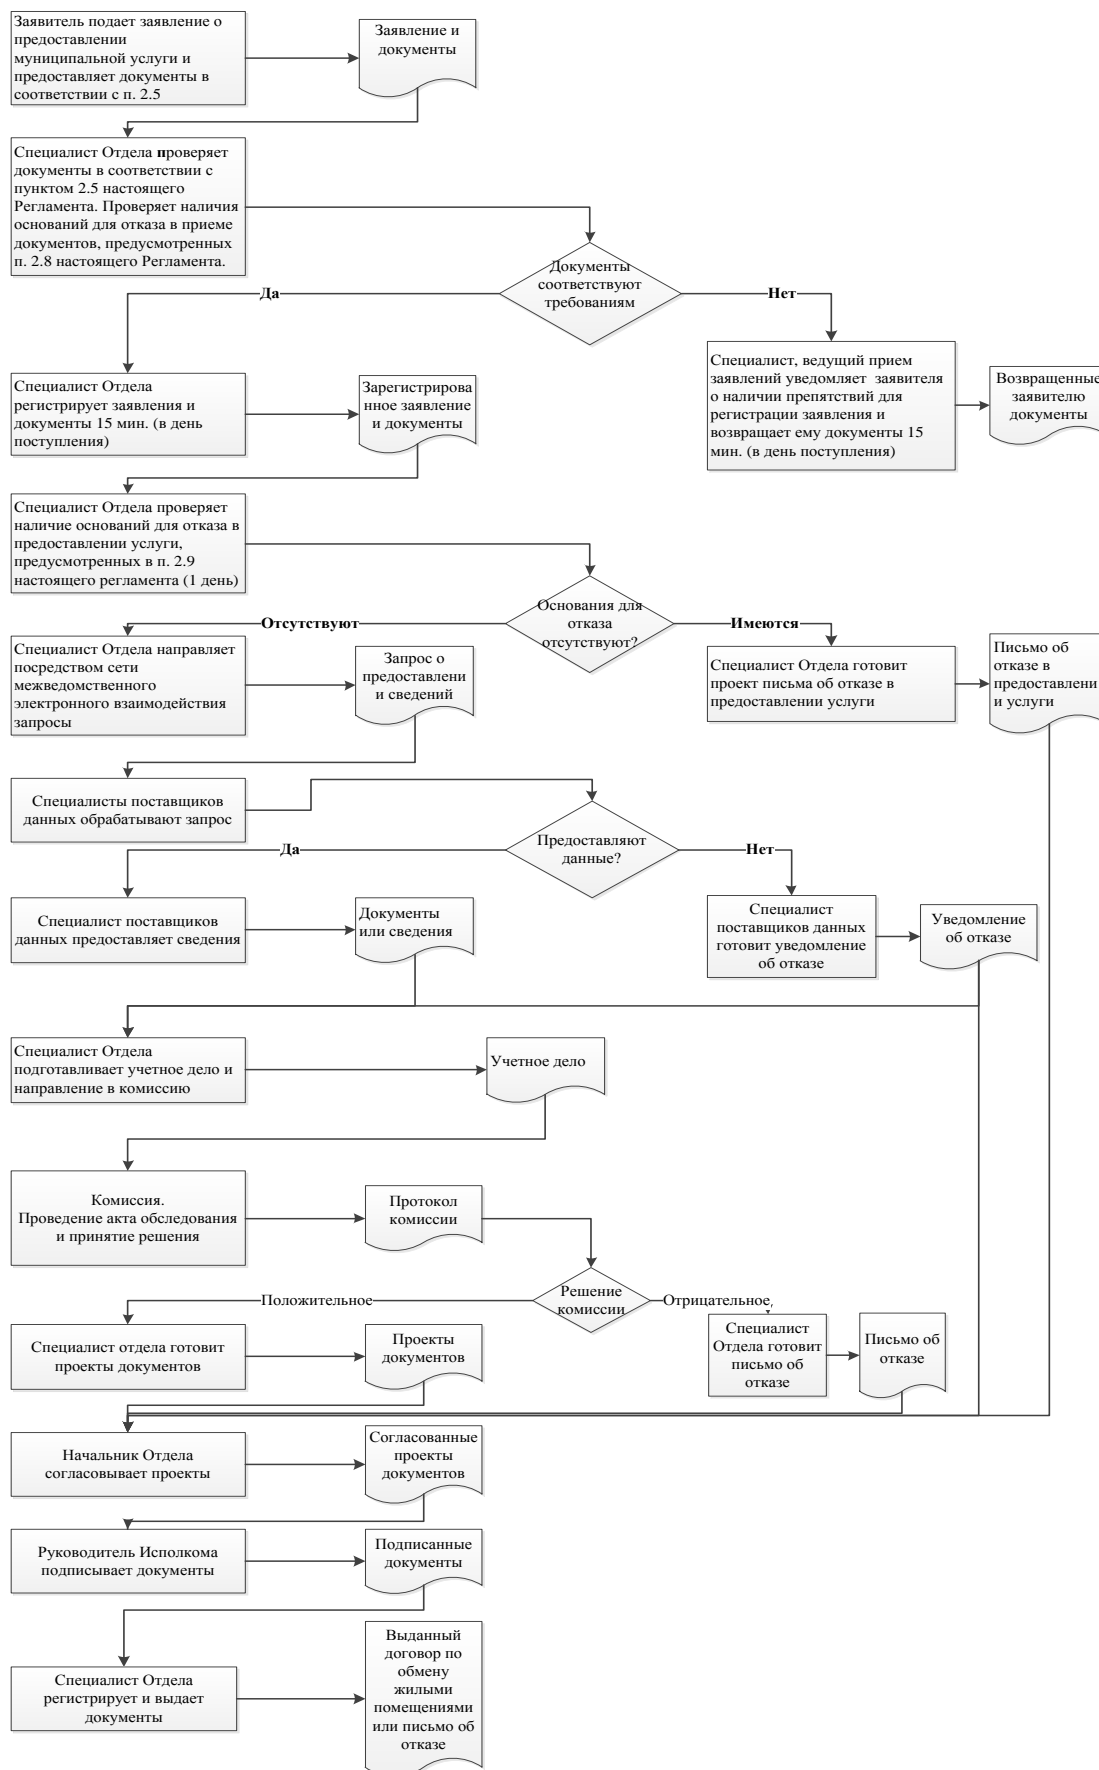 Заявитель подает заявление о
предоставлении
муниципальной услуги и
предоставляет документы в
соответствии с п. 2.5
Заявление и
документы
Специалист Отдела проверяет
документы в соответствии с
пунктом 2.5 настоящего
Регламента. Проверяет наличия
оснований для отказа в приеме
документов, предусмотренных
п. 2.8 настоящего Регламента.
Документы
соответствуют
требованиям
Да
Нет
Специалист Отдела
регистрирует заявления и
документы 15 мин. (в день
поступления)
Зарегистрирова
нное заявление
и документы
Специалист, ведущий прием
заявлений уведомляет заявителя
о наличии препятствий для
регистрации заявления и
возвращает ему документы 15
мин. (в день поступления)
Возвращенные
заявителю
документы
Специалист Отдела проверяет
наличие оснований для отказа в
предоставлении услуги,
предусмотренных в п. 2.9
настоящего регламента (1 день)
Основания для
отказа
отсутствуют?
Отсутствуют
Имеются
Специалист Отдела направляет
посредством сети
межведомственного
электронного взаимодействия
запросы
Запрос о
предоставлени
и сведений
Специалист Отдела готовит
проект письма об отказе в
предоставлении услуги
Письмо об
отказе в
предоставлени
и услуги
Специалисты поставщиков
данных обрабатывают запрос
Предоставляют
данные?
Да
Нет
Специалист поставщиков
данных предоставляет сведения
Документы
или сведения
Специалист
поставщиков данных
готовит уведомление
об отказе
Уведомление
об отказе
Специалист Отдела
подготавливает учетное дело и
направление в комиссию
Учетное дело
Комиссия.
Проведение акта обследования
и принятие решения
Протокол
комиссии
Решение
комиссии
Положительное
Отрицательное,
Специалист отдела готовит
проекты документов
Проекты
документов
Специалист
Отдела готовит
письмо об
отказе
Письмо об
отказе
Начальник Отдела
согласовывает проекты
Согласованные
проекты
документов
Руководитель Исполкома
подписывает документы
Подписанные
документы
Специалист Отдела
регистрирует и выдает
документы
Выданный
договор по
обмену
жилыми
помещениями
или письмо об
отказе